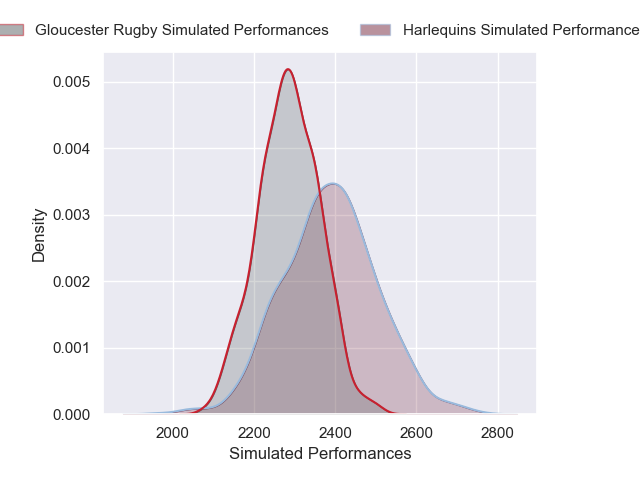 Gloucester Rugby Simulated Performances
Harlequins Simulated Performance
0.005
0.004
0.003
0.002
0.001
0.000
Density
2000 2200 2400 2600 2800
Simulated Performances